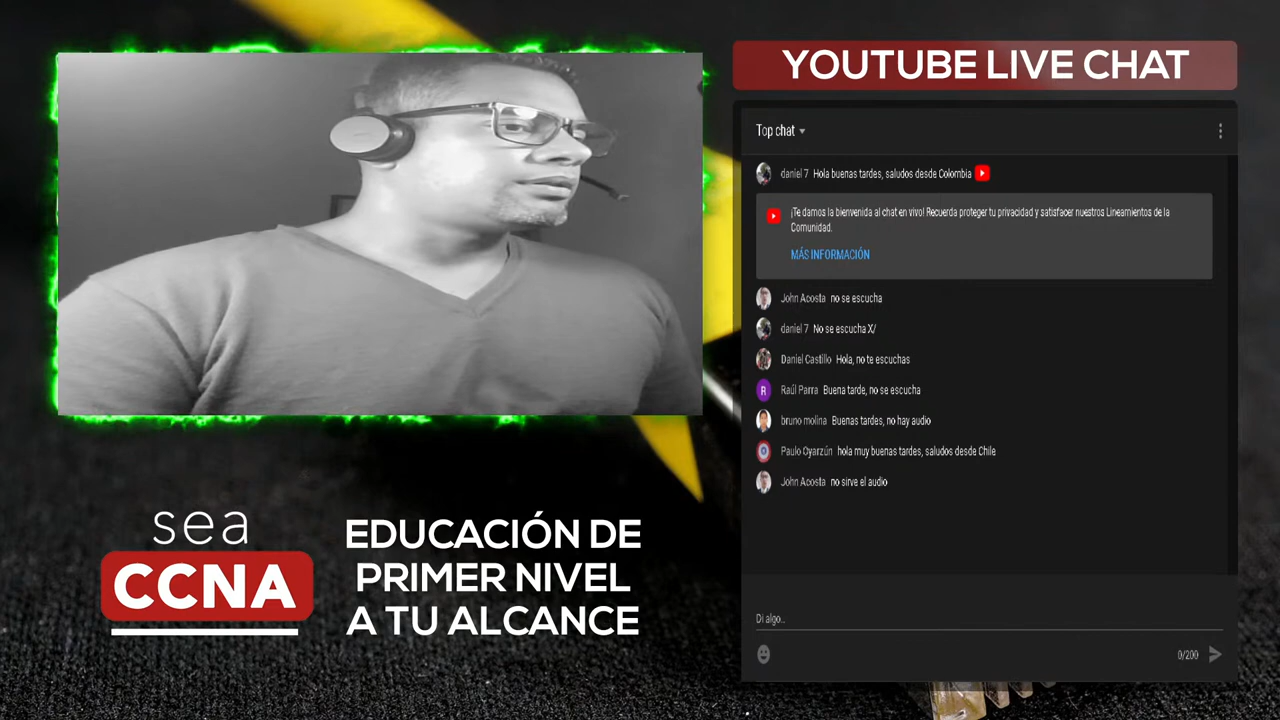 YOUTUBE LIVE CHAT
Top chat
daniel 7 Hola buenas tardes, saludos desde Colombia
¡Te damos la bienvenida al chat en vivo! Recuerda proteger tu privacidad y satisfacer nuestros Lineamientos de la
Comunidad.
MÁS INFORMACIÓN
John Acosta no se escucha
daniel 7 No se escucha X/
Daniel Castillo Hola, no te escuchas
R Raúl Parra Buena tarde, no se escucha
bruno molina Buenas tardes, no hay audio
Paulo Oyarzún hola muy buenas tardes, saludos desde Chile
John Acosta no sirve el audio
Di algo...
0/200
sea
CCNA
EDUCACIÓN DE
PRIMER NIVEL
A TU ALCANCE